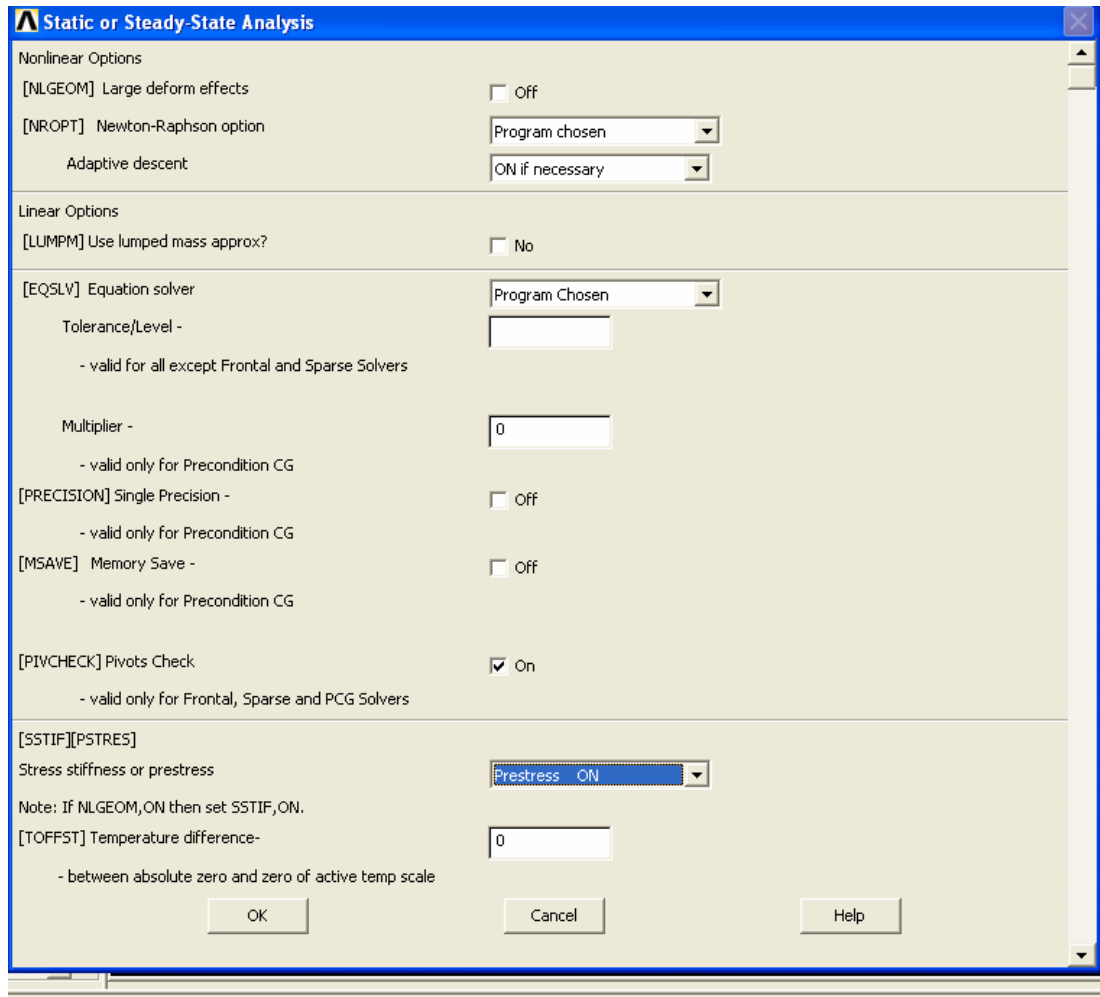 Static or Steady-State Analysis
Nonlinear Options
[NLGEOM] Large deform effects Off
[NROPT] Newton-Raphson option Program chosen
Adaptive descent ON if necessary
Linear Options
[LUMPM] Use lumped mass approx? No
[EQSLV] Equation solver Program Chosen
Tolerance/Level -
- valid for all except Frontal and Sparse Solvers
Multiplier - 0
- valid only for Precondition CG
[PRECISION] Single Precision - Off
- valid only for Precondition CG
[MSAVE] Memory Save - Off
- valid only for Precondition CG
[PIVCHECK] Pivots Check On
- valid only for Frontal, Sparse and PCG Solvers
[SSTIF][PSTRES]
Stress stiffness or prestress Prestress ON
Note: If NLGEOM,ON then set SSTIF,ON.
[TOFFST] Temperature difference- 0
- between absolute zero and zero of active temp scale
OK Cancel Help